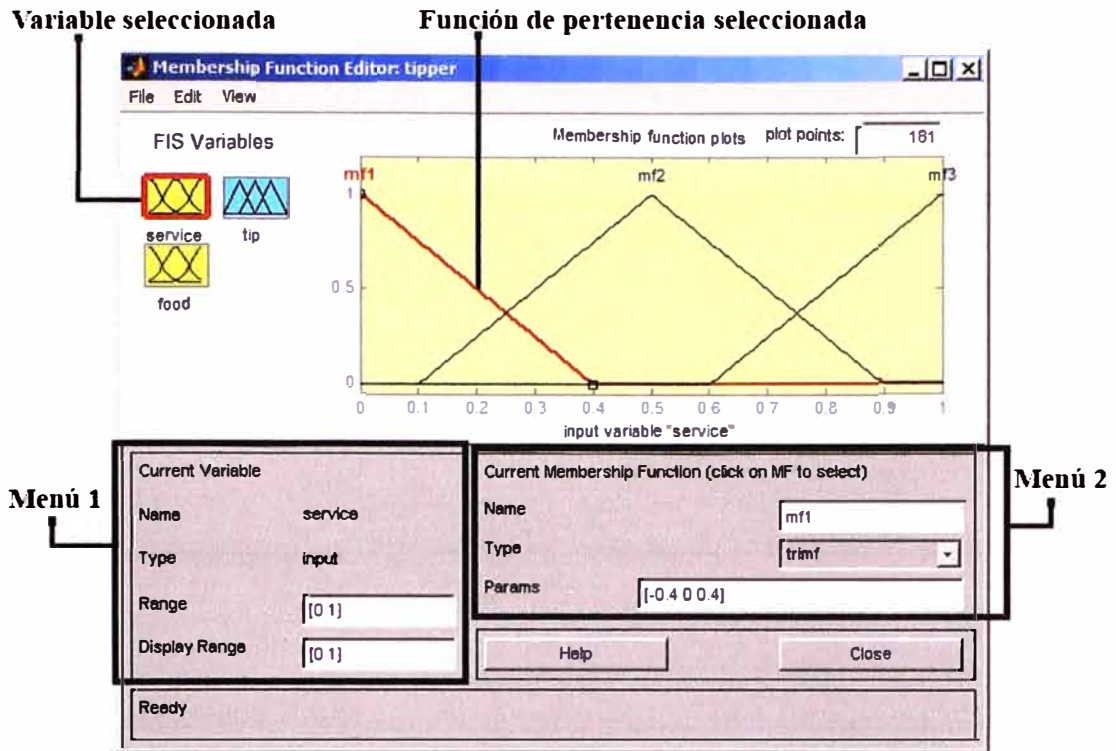 Variable seleccionada
Función de pertenencia seleccionada
Membership Function Editor: tipper
File Edit View
FIS Variables
Membership function plots plot points: 181
service
tip
food
mf1
mf2
mf3
1
0.5
0
0 0.1 0.2 0.3 0.4 0.5 0.6 0.7 0.8 0.9 1
input variable "service"
Menú 1
Current Variable
Name service
Type input
Range [0 1]
Display Range [0 1]
Current Membership Function (click on MF to select)
Name mf1
Type trimf
Params [-0.4 0 0.4]
Menú 2
Help
Close
Ready